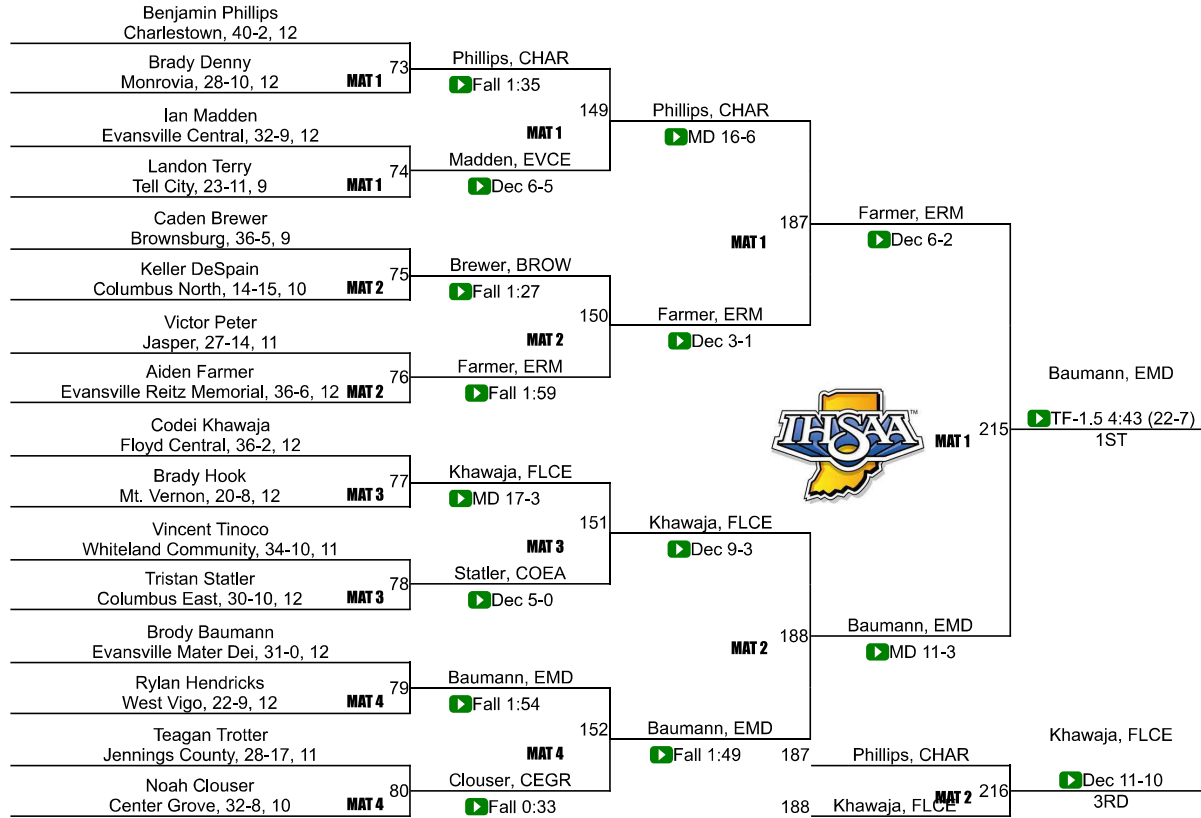 Benjamin Phillips
Charlestown, 40-2, 12
73
Brady Denny
Monrovia, 28-10, 12 MAT 1
Phillips, CHAR
Fall 1:35
149
MAT 1
Ian Madden
Evansville Central, 32-9, 12
74
Landon Terry
Tell City, 23-11, 9 MAT 1
Madden, EVCE
Dec 6-5
Phillips, CHAR
MD 16-6
187
MAT 1
Caden Brewer
Brownsburg, 36-5, 9
75
Keller DeSpain
Columbus North, 14-15, 10 MAT 2
Brewer, BROW
Fall 1:27
150
MAT 2
Victor Peter
Jasper, 27-14, 11
76
Aiden Farmer
Evansville Reitz Memorial, 36-6, 12 MAT 2
Farmer, ERM
Fall 1:59
Farmer, ERM
Dec 3-1
Farmer, ERM
Dec 6-2
IHSAA™
MAT 1
215
Baumann, EMD
TF-1.5 4:43 (22-7)
1ST
Codei Khawaja
Floyd Central, 36-2, 12
77
Brady Hook
Mt. Vernon, 20-8, 12 MAT 3
Khawaja, FLCE
MD 17-3
151
MAT 3
Vincent Tinoco
Whiteland Community, 34-10, 11
78
Tristan Statler
Columbus East, 30-10, 12 MAT 3
Statler, COEA
Dec 5-0
Khawaja, FLCE
Dec 9-3
188
MAT 2
Brody Baumann
Evansville Mater Dei, 31-0, 12
79
Rylan Hendricks
West Vigo, 22-9, 12 MAT 4
Baumann, EMD
Fall 1:54
152
MAT 4
Teagan Trotter
Jennings County, 28-17, 11
80
Noah Clouser
Center Grove, 32-8, 10 MAT 4
Clouser, CEGR
Fall 0:33
Baumann, EMD
Fall 1:49
Baumann, EMD
MD 11-3
187 Phillips, CHAR
188 Khawaja, FLCE
MAT 2 216
Khawaja, FLCE
Dec 11-10
3RD